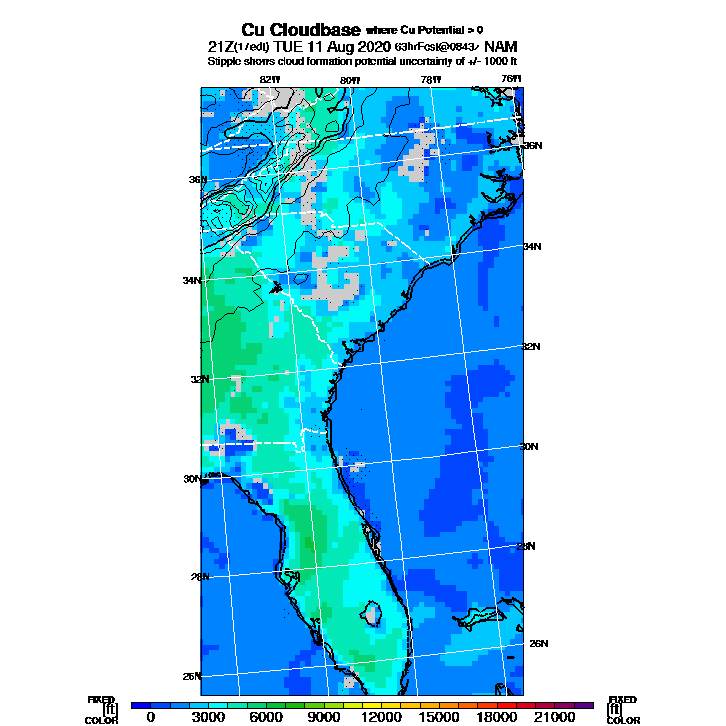 Cu Cloudbase where Cu Potential > 0
21Z(17edt) TUE 11 Aug 2020 63hrFcst@0843z NAM
Stipple shows cloud formation potential uncertainty of +/- 1000 ft
82W 80W 78W 76W
36N 36N
34N 34N
32N 32N
30N 30N
28N 28N
26N 26N
FIXED FIXED
[ft] 0 3000 6000 9000 12000 15000 18000 21000 [ft]
COLOR COLOR